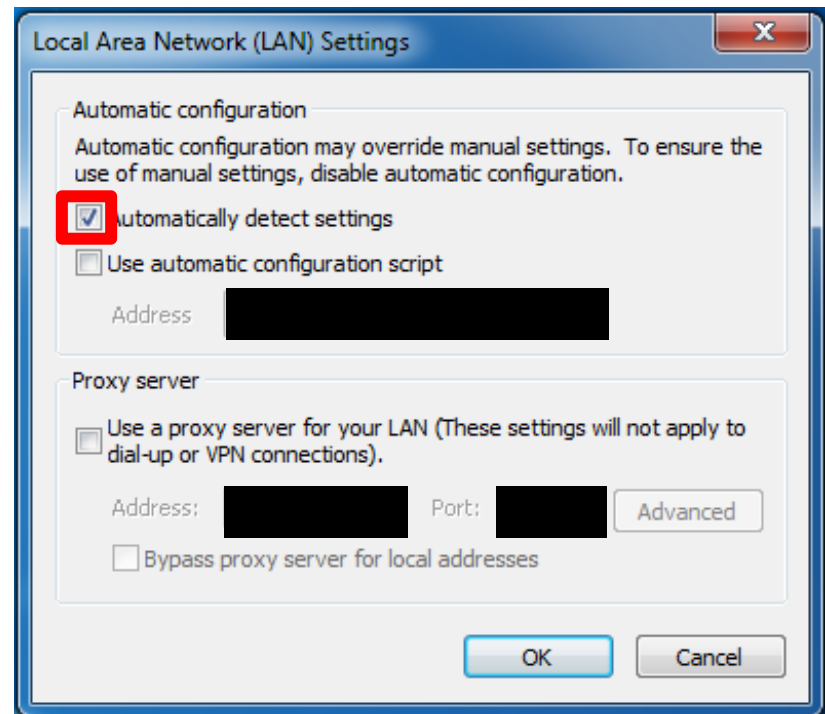 Local Area Network (LAN) Settings
Automatic configuration
Automatic configuration may override manual settings. To ensure the
use of manual settings, disable automatic configuration.
Automatically detect settings
Use automatic configuration script
Address
Proxy server
Use a proxy server for your LAN (These settings will not apply to
dial-up or VPN connections).
Address: Port: Advanced
Bypass proxy server for local addresses
OK Cancel